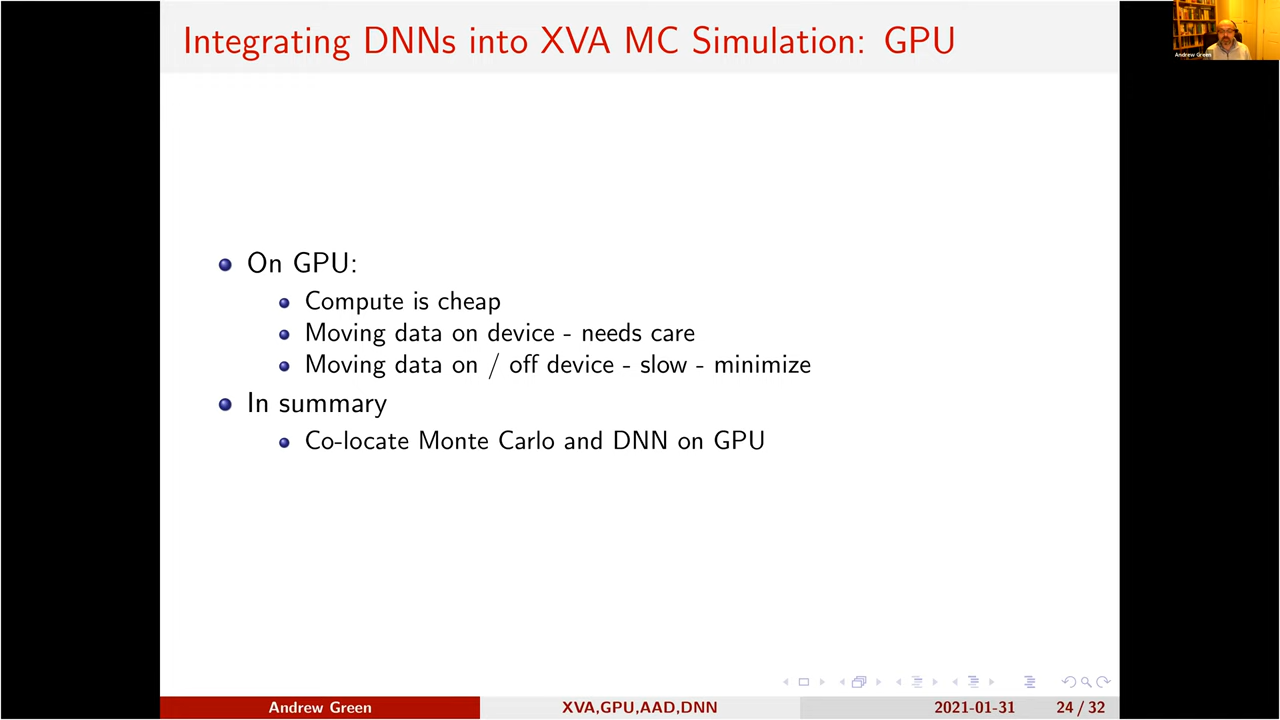 Integrating DNNs into XVA MC Simulation: GPU
Andrew Green
On GPU:
Compute is cheap
Moving data on device - needs care
Moving data on / off device - slow - minimize
In summary
Co-locate Monte Carlo and DNN on GPU
Andrew Green
XVA,GPU,AAD,DNN
2021-01-31
24 / 32